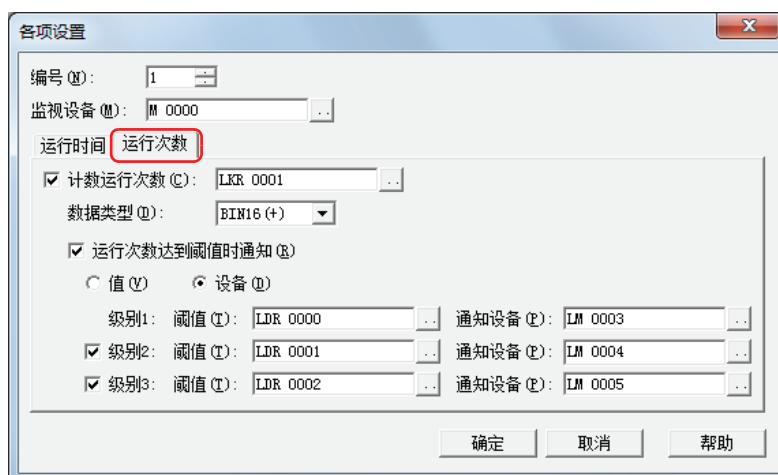 各项设置
编号(N): 1
监视设备(M): M 0000 ..
运行时间 运行次数
计数运行次数(C): LKR 0001 ..
数据类型(D): BIN16(+)
运行次数达到阈值时通知(R)
值(V) 设备(D)
级别1: 阈值(T): LDR 0000 .. 通知设备(P): LM 0003 ..
级别2: 阈值(T): LDR 0001 .. 通知设备(P): LM 0004 ..
级别3: 阈值(T): LDR 0002 .. 通知设备(P): LM 0005 ..
确定 取消 帮助